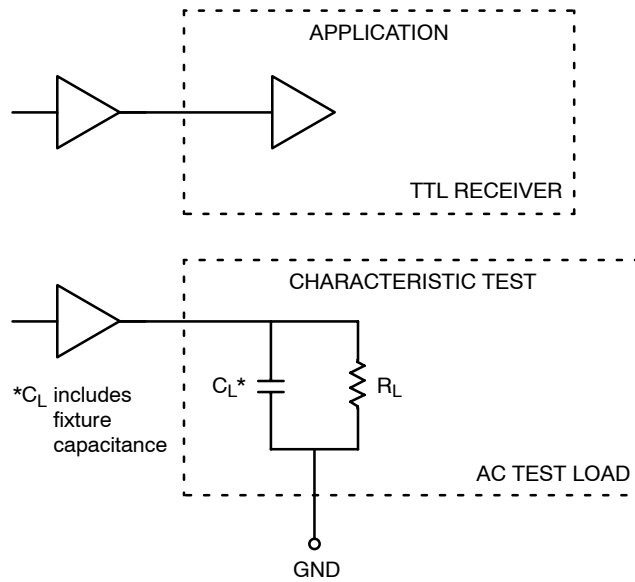 APPLICATION
TTL RECEIVER
CHARACTERISTIC TEST
*C_L includes
fixture
capacitance
C_L*
R_L
AC TEST LOAD
GND